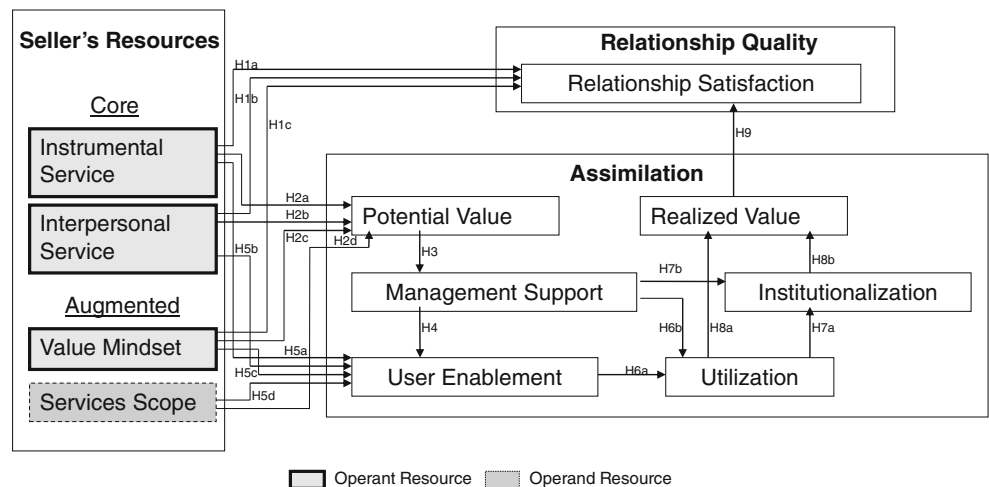 Seller's Resources
Core
Instrumental
Service
Interpersonal
Service
Augmented
Value Mindset
Services Scope
H1a
H1b
H1c
H2a
H2b
H2c
H2d
H5b
H5a
H5c
H5d
Relationship Quality
Relationship Satisfaction
H9
Assimilation
Potential Value
Realized Value
H3
H8b
H7b
Management Support
Institutionalization
H4
H6b
H8a
H7a
User Enablement
H6a
Utilization
Operant Resource
Operand Resource